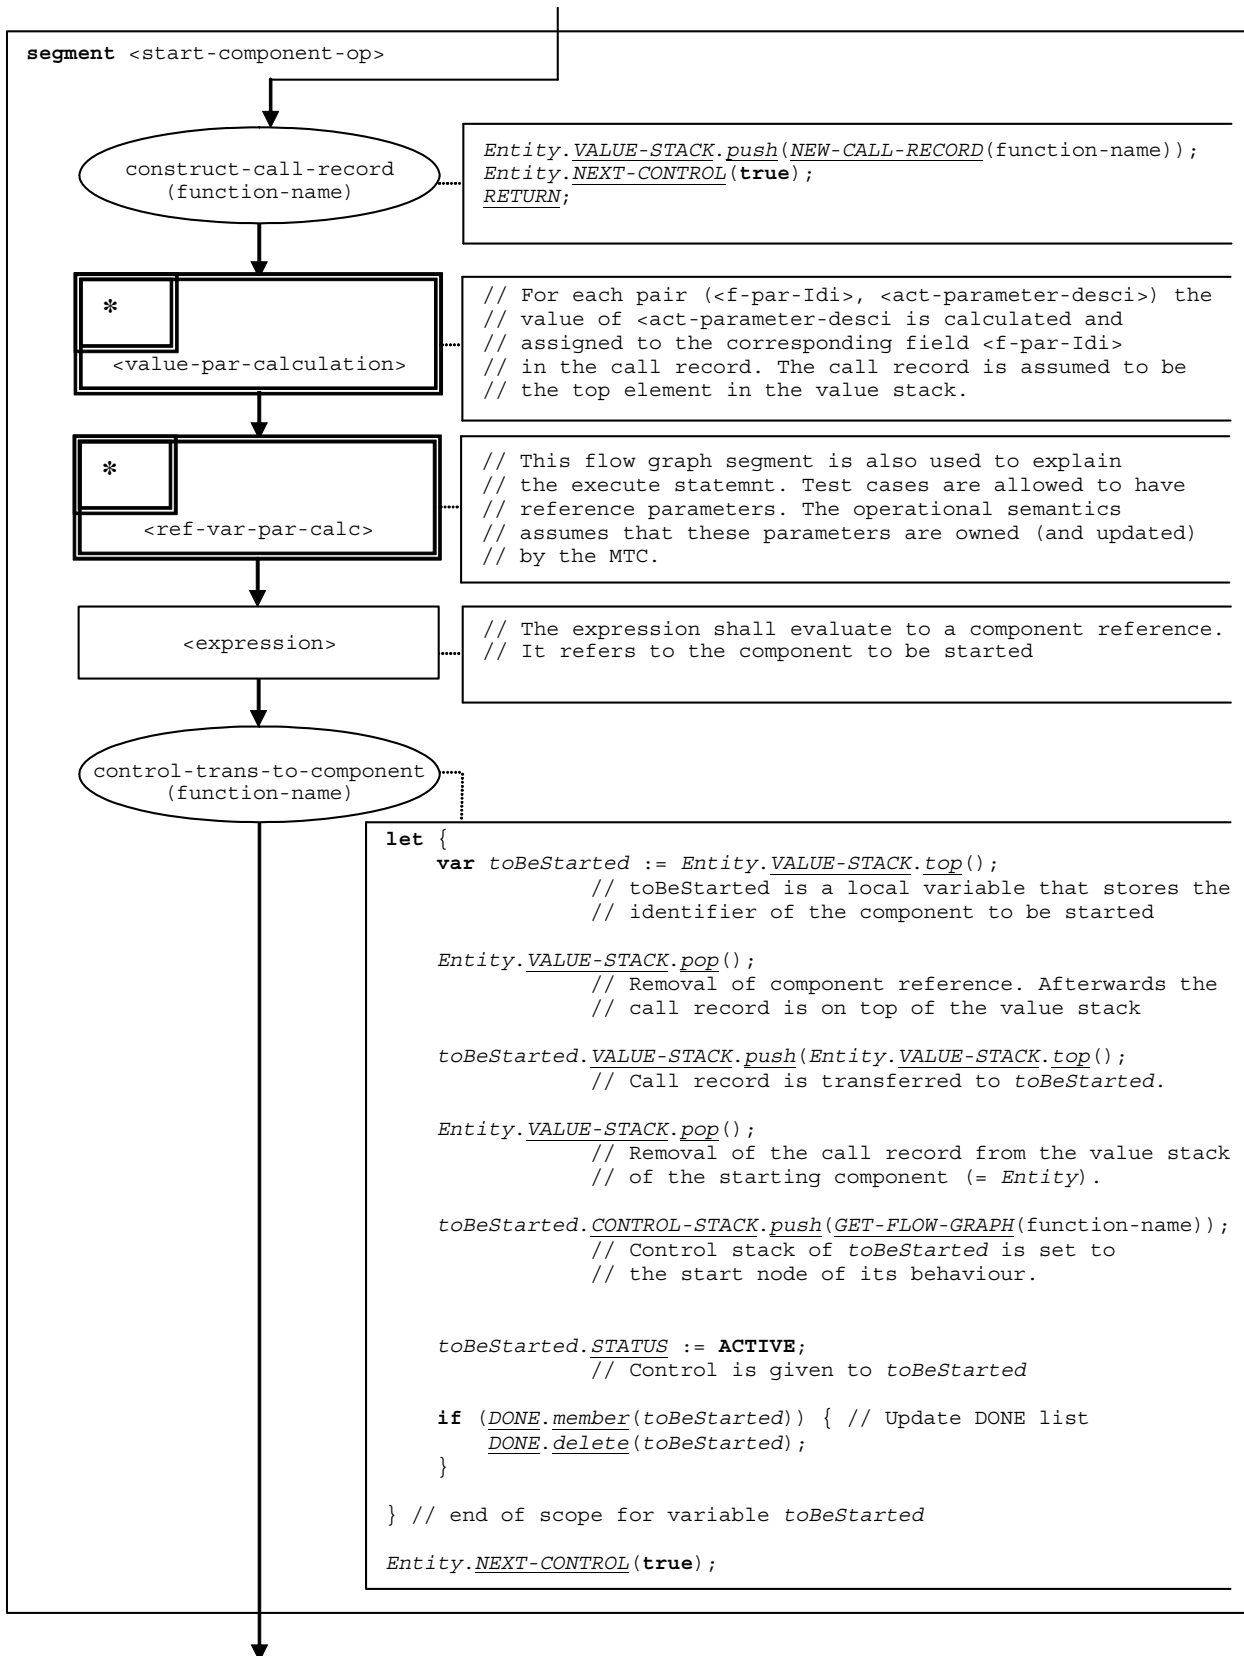 segment <start-component-op>
construct-call-record
(function-name)
Entity.VALUE-STACK.push(NEW-CALL-RECORD(function-name));
Entity.NEXT-CONTROL(true);
RETURN;
*
<value-par-calculation>
// For each pair (<f-par-Idi>, <act-parameter-desci>) the
// value of <act-parameter-desci is calculated and
// assigned to the corresponding field <f-par-Idi>
// in the call record. The call record is assumed to be
// the top element in the value stack.
*
<ref-var-par-calc>
// This flow graph segment is also used to explain
// the execute statemnt. Test cases are allowed to have
// reference parameters. The operational semantics
// assumes that these parameters are owned (and updated)
// by the MTC.
<expression>
// The expression shall evaluate to a component reference.
// It refers to the component to be started
control-trans-to-component
(function-name)
let {
var toBeStarted := Entity.VALUE-STACK.top();
// toBeStarted is a local variable that stores the
// identifier of the component to be started
Entity.VALUE-STACK.pop();
// Removal of component reference. Afterwards the
// call record is on top of the value stack
toBeStarted.VALUE-STACK.push(Entity.VALUE-STACK.top();
// Call record is transferred to toBeStarted.
Entity.VALUE-STACK.pop();
// Removal of the call record from the value stack
// of the starting component (= Entity).
toBeStarted.CONTROL-STACK.push(GET-FLOW-GRAPH(function-name));
// Control stack of toBeStarted is set to
// the start node of its behaviour.
toBeStarted.STATUS := ACTIVE;
// Control is given to toBeStarted
if (DONE.member(toBeStarted)) { // Update DONE list
DONE.delete(toBeStarted);
}
} // end of scope for variable toBeStarted
Entity.NEXT-CONTROL(true);